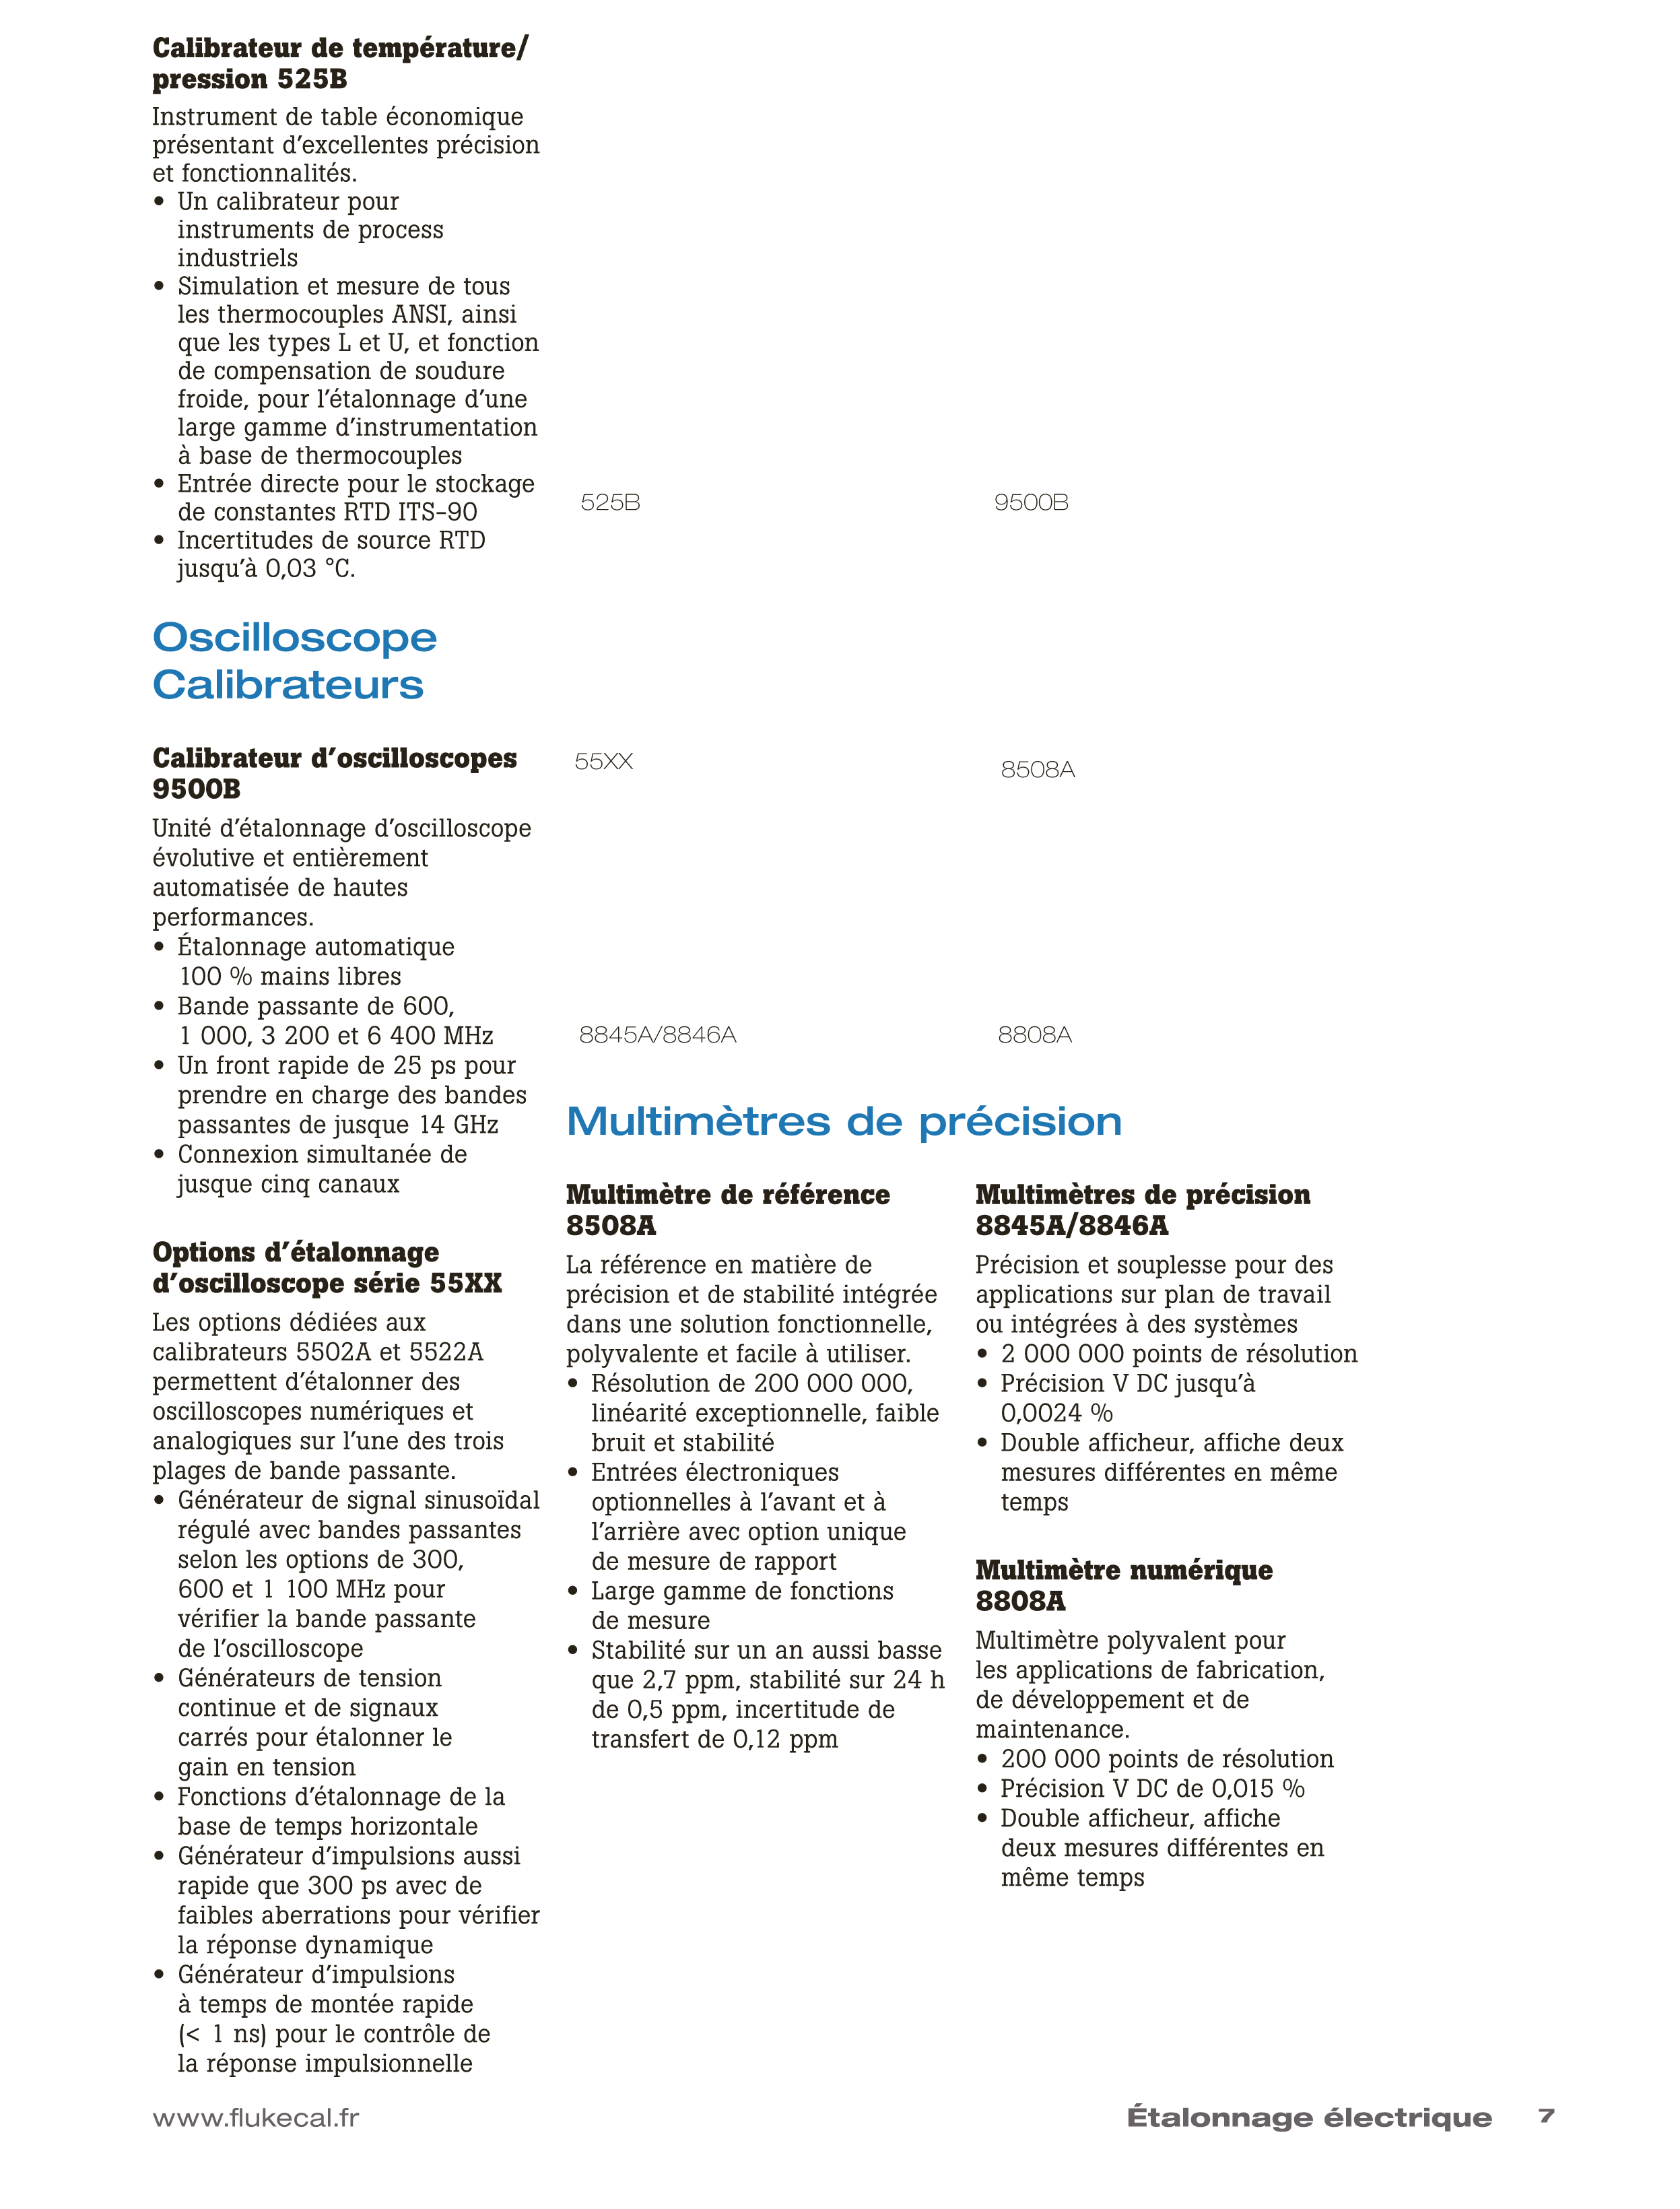 Calibrateur de température/
pression 525B
Instrument de table économique
présentant d’excellentes précision
et fonctionnalités.
• Un calibrateur pour
instruments de process
industriels
• Simulation et mesure de tous
les thermocouples ANSI, ainsi
que les types L et U, et fonction
de compensation de soudure
froide, pour l’étalonnage d’une
large gamme d’instrumentation
à base de thermocouples
• Entrée directe pour le stockage
de constantes RTD ITS-90
• Incertitudes de source RTD
jusqu’à 0,03 °C.
Oscilloscope
Calibrateurs
Calibrateur d’oscilloscopes
9500B
Unité d’étalonnage d’oscilloscope
évolutive et entièrement
automatisée de hautes
performances.
• Étalonnage automatique
100 % mains libres
• Bande passante de 600,
1 000, 3 200 et 6 400 MHz
• Un front rapide de 25 ps pour
prendre en charge des bandes
passantes de jusque 14 GHz
• Connexion simultanée de
jusque cinq canaux
Options d’étalonnage
d’oscilloscope série 55XX
Les options dédiées aux
calibrateurs 5502A et 5522A
permettent d’étalonner des
oscilloscopes numériques et
analogiques sur l’une des trois
plages de bande passante.
• Générateur de signal sinusoïdal
régulé avec bandes passantes
selon les options de 300,
600 et 1 100 MHz pour
vérifier la bande passante
de l’oscilloscope
• Générateurs de tension
continue et de signaux
carrés pour étalonner le
gain en tension
• Fonctions d’étalonnage de la
base de temps horizontale
• Générateur d’impulsions aussi
rapide que 300 ps avec de
faibles aberrations pour vérifier
la réponse dynamique
• Générateur d’impulsions
à temps de montée rapide
(< 1 ns) pour le contrôle de
la réponse impulsionnelle
525B
9500B
55XX
8508A
8845A/8846A
8808A
Multimètres de précision
Multimètre de référence
8508A
La référence en matière de
précision et de stabilité intégrée
dans une solution fonctionnelle,
polyvalente et facile à utiliser.
• Résolution de 200 000 000,
linéarité exceptionnelle, faible
bruit et stabilité
• Entrées électroniques
optionnelles à l’avant et à
l’arrière avec option unique
de mesure de rapport
• Large gamme de fonctions
de mesure
• Stabilité sur un an aussi basse
que 2,7 ppm, stabilité sur 24 h
de 0,5 ppm, incertitude de
transfert de 0,12 ppm
Multimètres de précision
8845A/8846A
Précision et souplesse pour des
applications sur plan de travail
ou intégrées à des systèmes
• 2 000 000 points de résolution
• Précision V DC jusqu’à
0,0024 %
• Double afficheur, affiche deux
mesures différentes en même
temps
Multimètre numérique
8808A
Multimètre polyvalent pour
les applications de fabrication,
de développement et de
maintenance.
• 200 000 points de résolution
• Précision V DC de 0,015 %
• Double afficheur, affiche
deux mesures différentes en
même temps
www.flukecal.fr
Étalonnage électrique 7